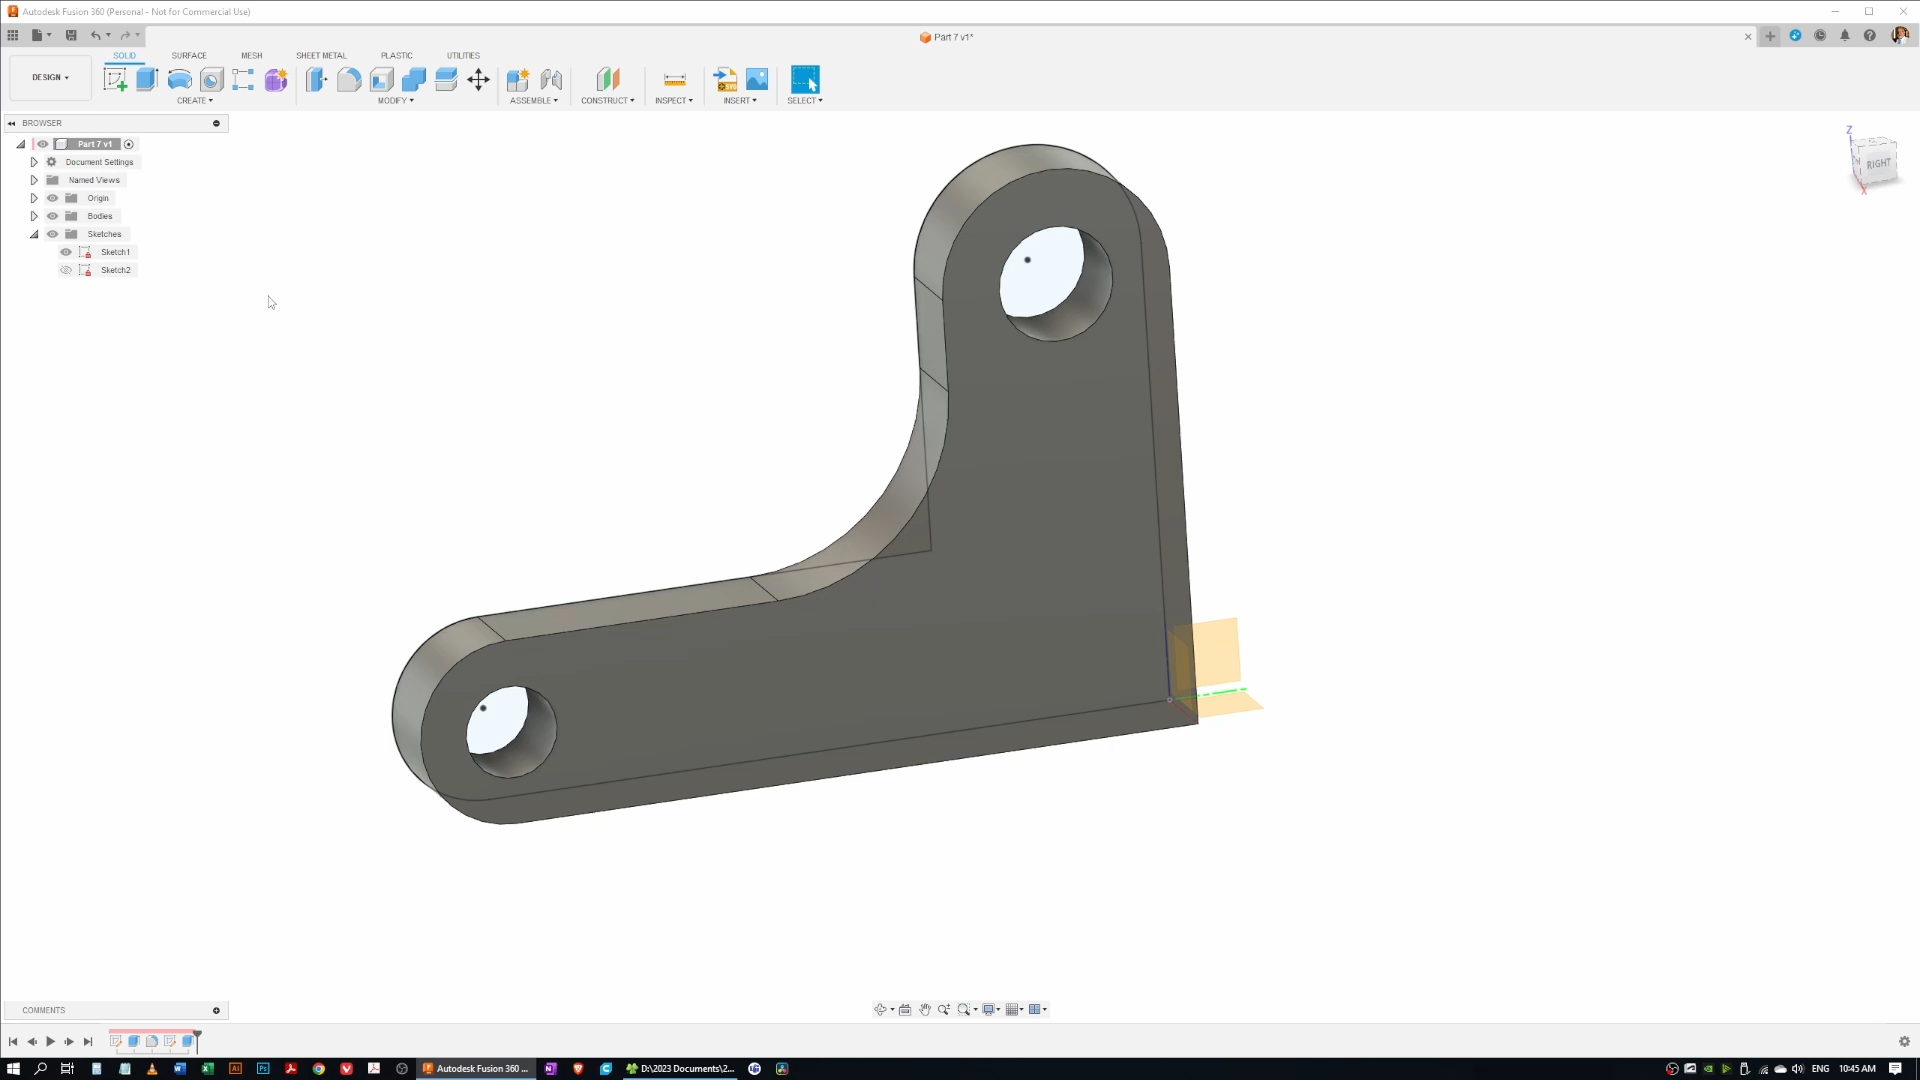 Autodesk Fusion 360 (Personal - Not for Commercial Use)
Part 7 v1*
SOLID SURFACE MESH SHEET METAL PLASTIC UTILITIES
DESIGN
CREATE MODIFY ASSEMBLE CONSTRUCT INSPECT INSERT SELECT
BROWSER
Part 7 v1
Document Settings
Named Views
Origin
Bodies
Sketches
Sketch1
Sketch2
Z
RIGHT
X
COMMENTS
Autodesk Fusion 360 ...
D:\2023 Documents\2...
ENG 10:45 AM